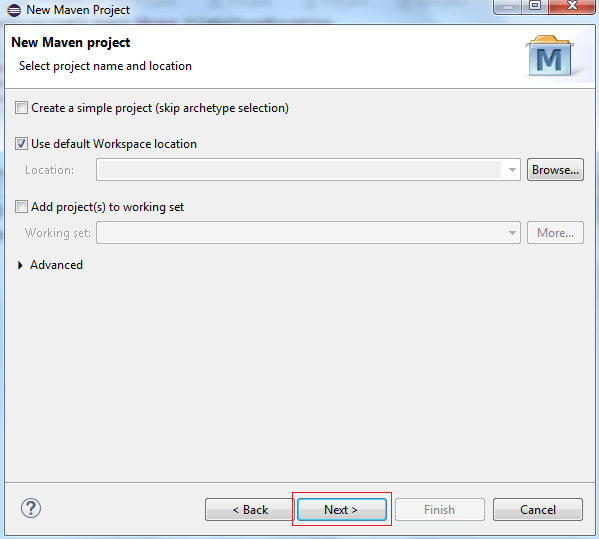 New Maven Project
New Maven project
Select project name and location
M
Create a simple project (skip archetype selection)
Use default Workspace location
Location:
Browse...
Add project(s) to working set
Working set:
More...
Advanced
?
< Back
Next >
Finish
Cancel